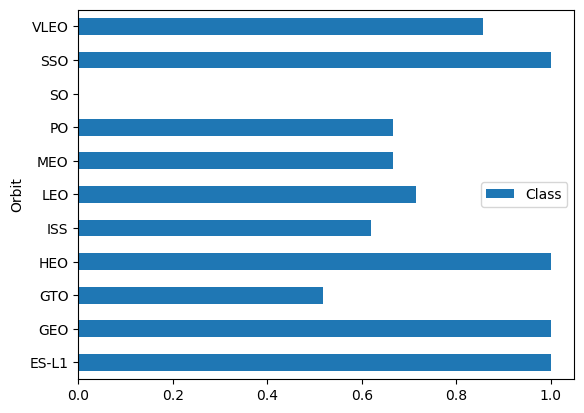 VLEO
SSO
SO
PO
MEO
LEO
ISS
HEO
GTO
GEO
ES-L1
Orbit
Class
0.0 0.2 0.4 0.6 0.8 1.0